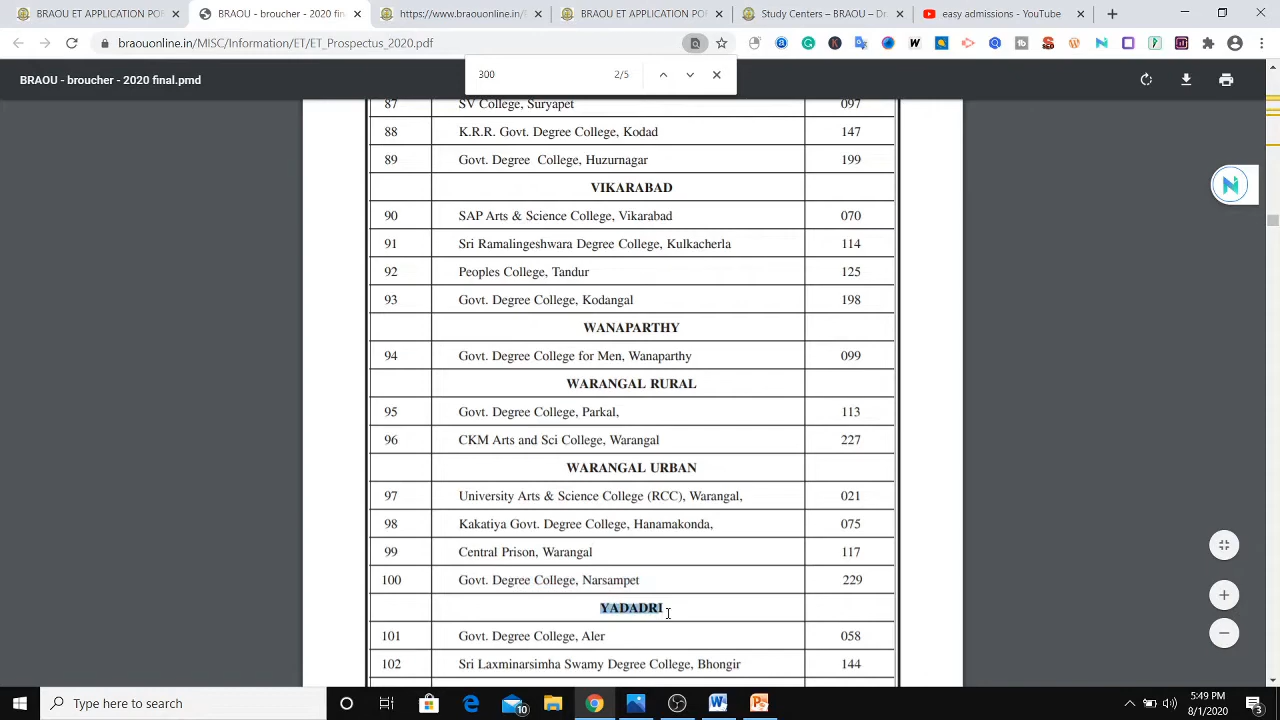 BRAOU ET APPLICATION POR
BRAOU - broucher - 2020 fin
https://www.braouonline.in/E
BRAOU ET APPLICATION POR
Study Centers – BRAOU – Dr.
easy admissions - YouTube
braouonline.in/MISC/Information/ET/ET_Prospectus_2020.pdf
300 2/5
BRAOU - broucher - 2020 final.pmd
87 SV College, Suryapet 097
88 K.R.R. Govt. Degree College, Kodad 147
89 Govt. Degree College, Huzurnagar 199
VIKARABAD
90 SAP Arts & Science College, Vikarabad 070
91 Sri Ramalingeshwara Degree College, Kulkacherla 114
92 Peoples College, Tandur 125
93 Govt. Degree College, Kodangal 198
WANAPARTHY
94 Govt. Degree College for Men, Wanaparthy 099
WARANGAL RURAL
95 Govt. Degree College, Parkal, 113
96 CKM Arts and Sci College, Warangal 227
WARANGAL URBAN
97 University Arts & Science College (RCC), Warangal, 021
98 Kakatiya Govt. Degree College, Hanamakonda, 075
99 Central Prison, Warangal 117
100 Govt. Degree College, Narsampet 229
YADADRI
101 Govt. Degree College, Aler 058
102 Sri Laxminarsimha Swamy Degree College, Bhongir 144
Type here to search
10
5:49 PM
8/1/2020
3